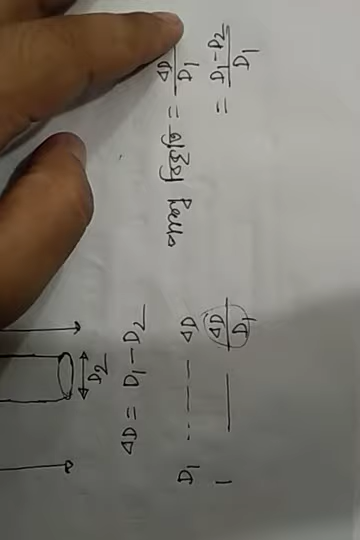 D₂
ΔD = D₁ - D₂
D₁ --- ΔD
1 — ΔD/D₁
= ΔD/D₁
= D₁-D₂/D₁